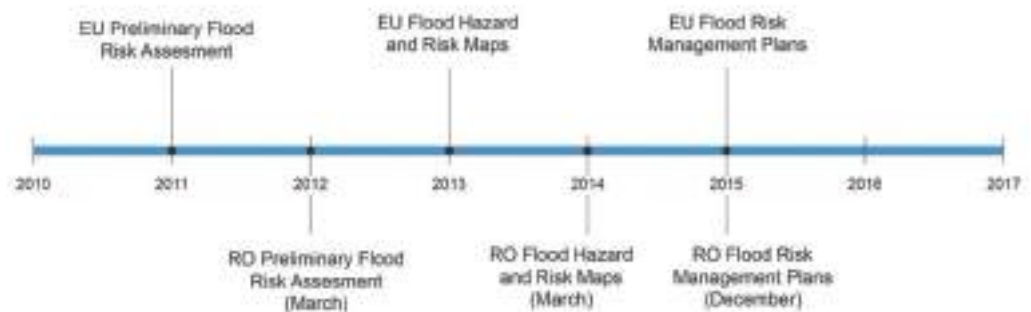 EU Preliminary Flood
Risk Assesment
EU Flood Hazard
and Risk Maps
EU Flood Risk
Management Plans
2010
2011
2012
2013
2014
2015
2016
2017
RO Preliminary Flood
Risk Assesment
(March)
RO Flood Hazard
and Risk Maps
(March)
RO Flood Risk
Management Plans
(December)